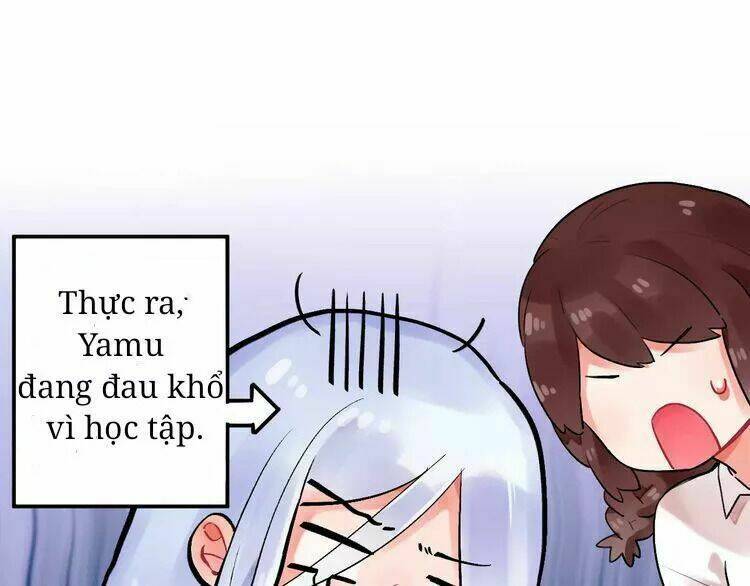 Thực ra,
Yamu
đang đau khổ
vì học tập.